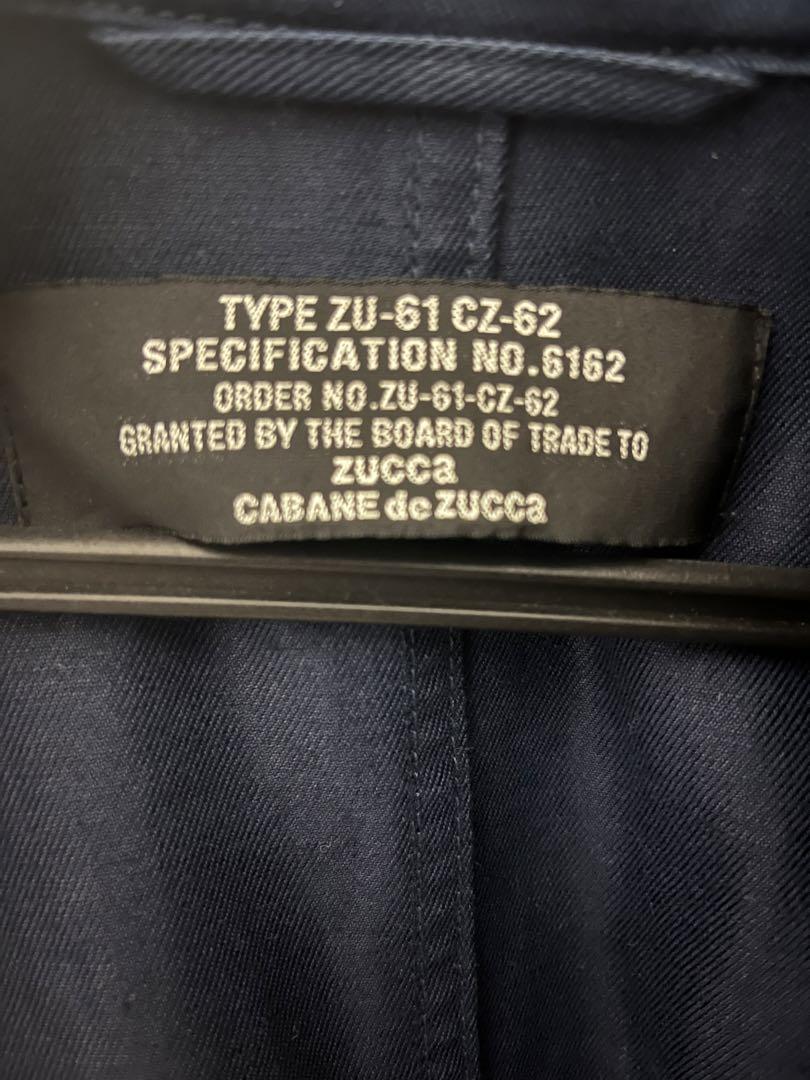 TYPE ZU-61 CZ-62
SPECIFICATION NO.6162
ORDER NO.ZU-61-CZ-62
GRANTED BY THE BOARD OF TRADE TO
ZUCCa
CABANE de ZUCCa